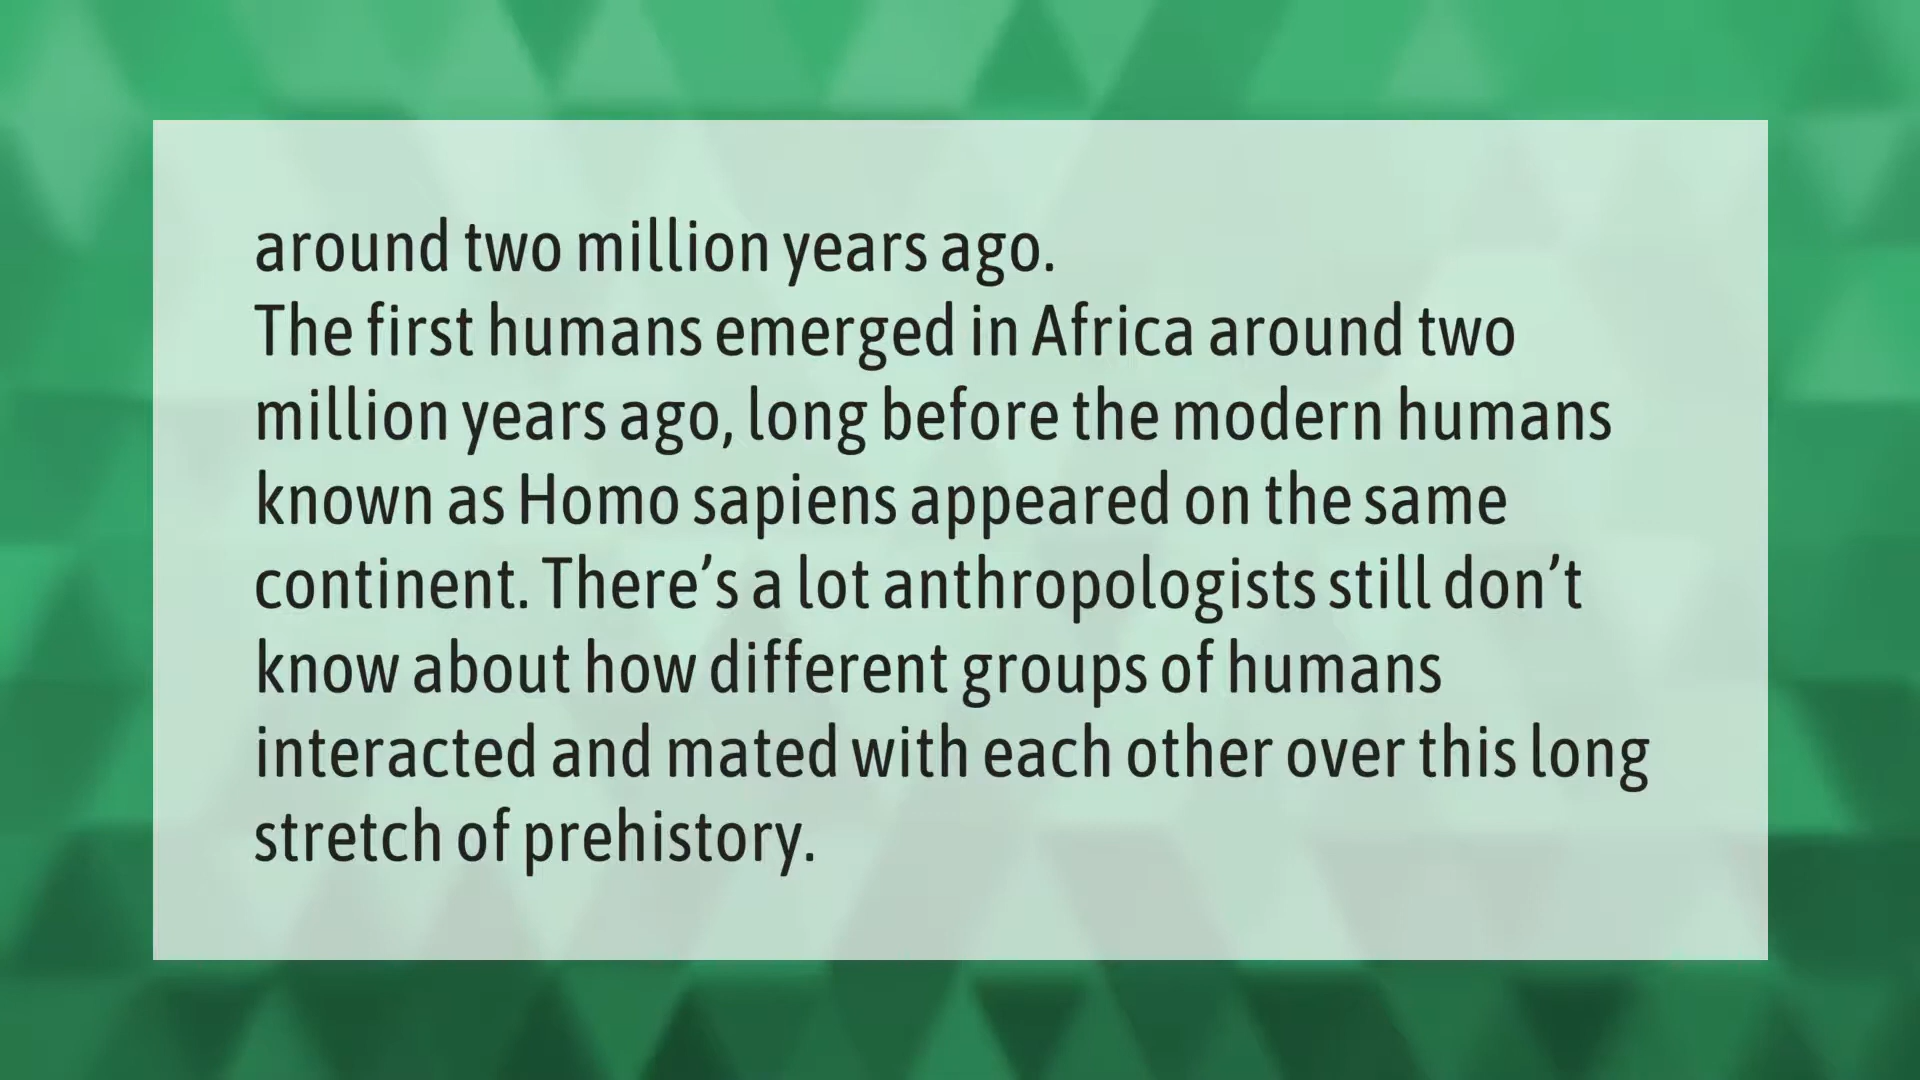 around two million years ago.
The first humans emerged in Africa around two
million years ago, long before the modern humans
known as Homo sapiens appeared on the same
continent. There’s a lot anthropologists still don’t
know about how different groups of humans
interacted and mated with each other over this long
stretch of prehistory.